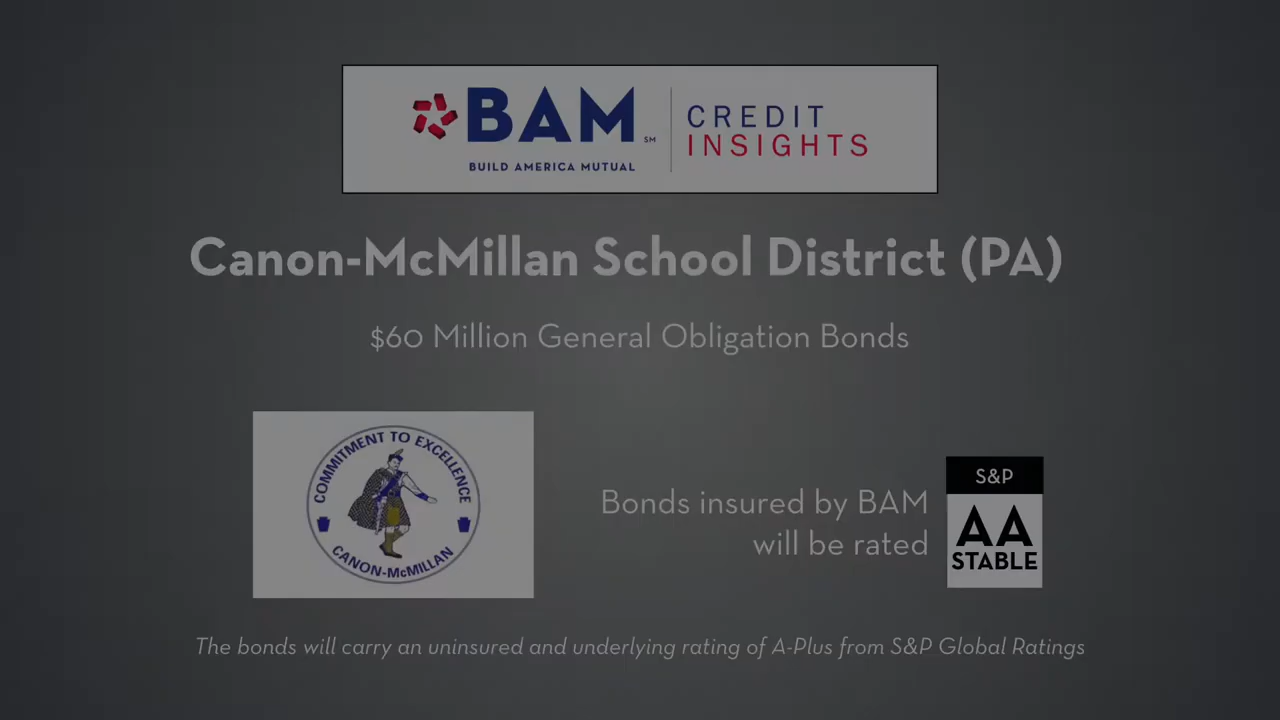 BAM SM
BUILD AMERICA MUTUAL
CREDIT
INSIGHTS
Canon-McMillan School District (PA)
$60 Million General Obligation Bonds
COMMITMENT TO EXCELLENCE
CANON-McMILLAN
Bonds insured by BAM
will be rated
S&P
AA
STABLE
The bonds will carry an uninsured and underlying rating of A-Plus from S&P Global Ratings